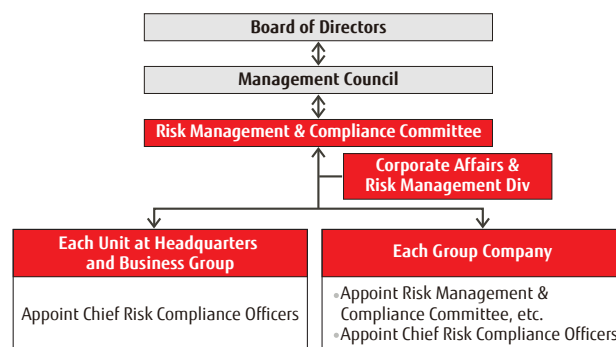 Board of Directors
Management Council
Risk Management & Compliance Committee
Corporate Affairs &
Risk Management Div
Each Unit at Headquarters
and Business Group
Appoint Chief Risk Compliance Officers
Each Group Company
•Appoint Risk Management &
Compliance Committee, etc.
•Appoint Chief Risk Compliance Officers